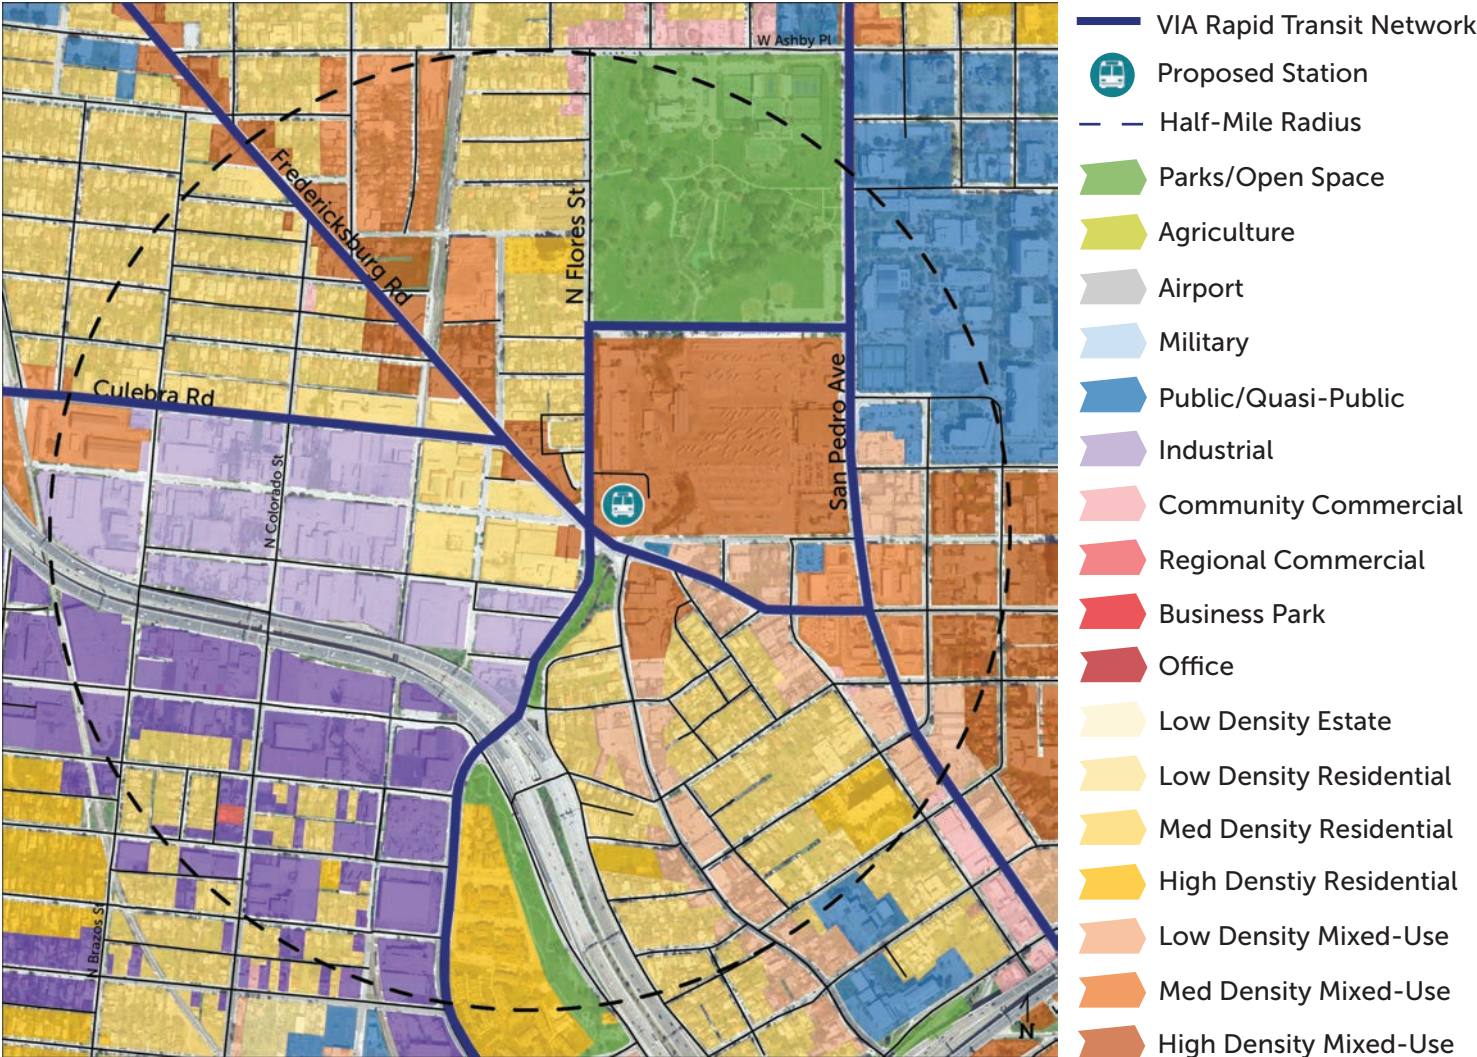 W Ashby Pl
Fredericksburg Rd
N Flores St
San Pedro Ave
Culebra Rd
N Colorado St
N Brazos St
N
VIA Rapid Transit Network
Proposed Station
Half-Mile Radius
Parks/Open Space
Agriculture
Airport
Military
Public/Quasi-Public
Industrial
Community Commercial
Regional Commercial
Business Park
Office
Low Density Estate
Low Density Residential
Med Density Residential
High Denstiy Residential
Low Density Mixed-Use
Med Density Mixed-Use
High Density Mixed-Use